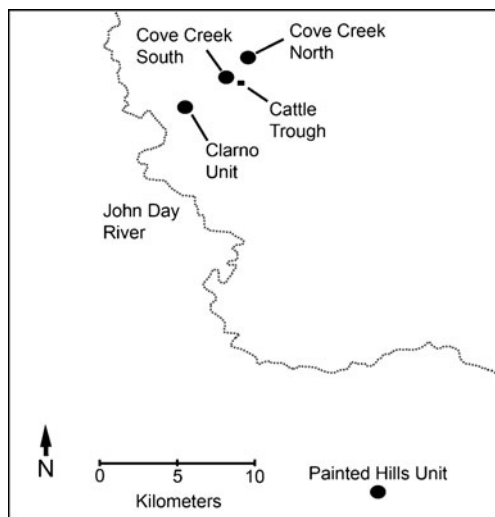 Cove Creek
South
Cove Creek
North
Cattle
Trough
Clarno
Unit
John Day
River
N
0 5 10
Kilometers
Painted Hills Unit